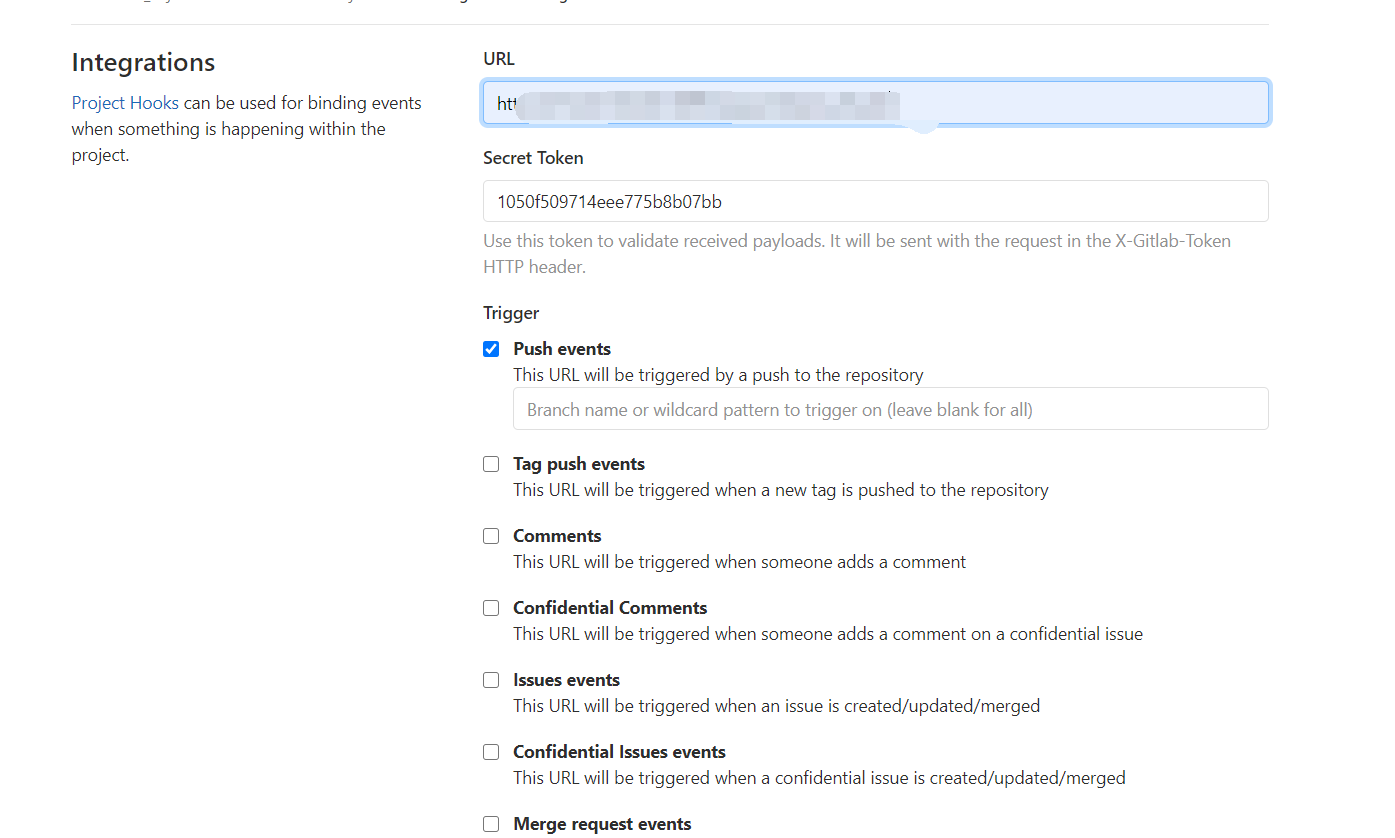 Integrations
Project Hooks can be used for binding events
when something is happening within the
project.
URL
htt
Secret Token
1050f509714eee775b8b07bb
Use this token to validate received payloads. It will be sent with the request in the X-Gitlab-Token
HTTP header.
Trigger
Push events
This URL will be triggered by a push to the repository
Branch name or wildcard pattern to trigger on (leave blank for all)
Tag push events
This URL will be triggered when a new tag is pushed to the repository
Comments
This URL will be triggered when someone adds a comment
Confidential Comments
This URL will be triggered when someone adds a comment on a confidential issue
Issues events
This URL will be triggered when an issue is created/updated/merged
Confidential Issues events
This URL will be triggered when a confidential issue is created/updated/merged
Merge request events